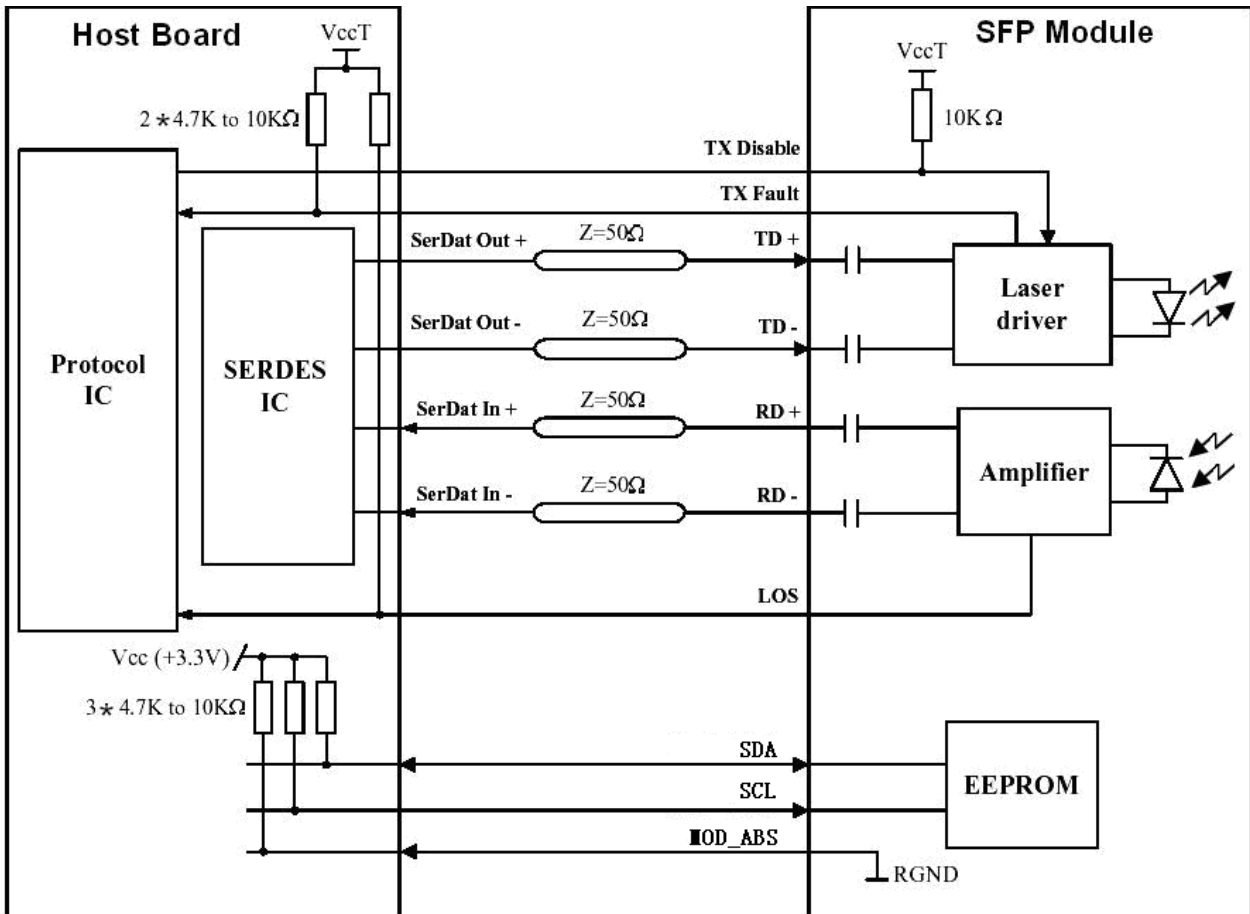 Host Board
SFP Module
VccT
VccT
2*4.7K to 10KΩ
10KΩ
TX Disable
TX Fault
Protocol
IC
SERDES
IC
SerDat Out +
Z=50Ω
TD +
SerDat Out -
Z=50Ω
TD -
Laser
driver
SerDat In +
Z=50Ω
RD +
SerDat In -
Z=50Ω
RD -
Amplifier
LOS
Vcc (+3.3V)
3*4.7K to 10KΩ
SDA
SCL
MOD_ABS
EEPROM
RGND